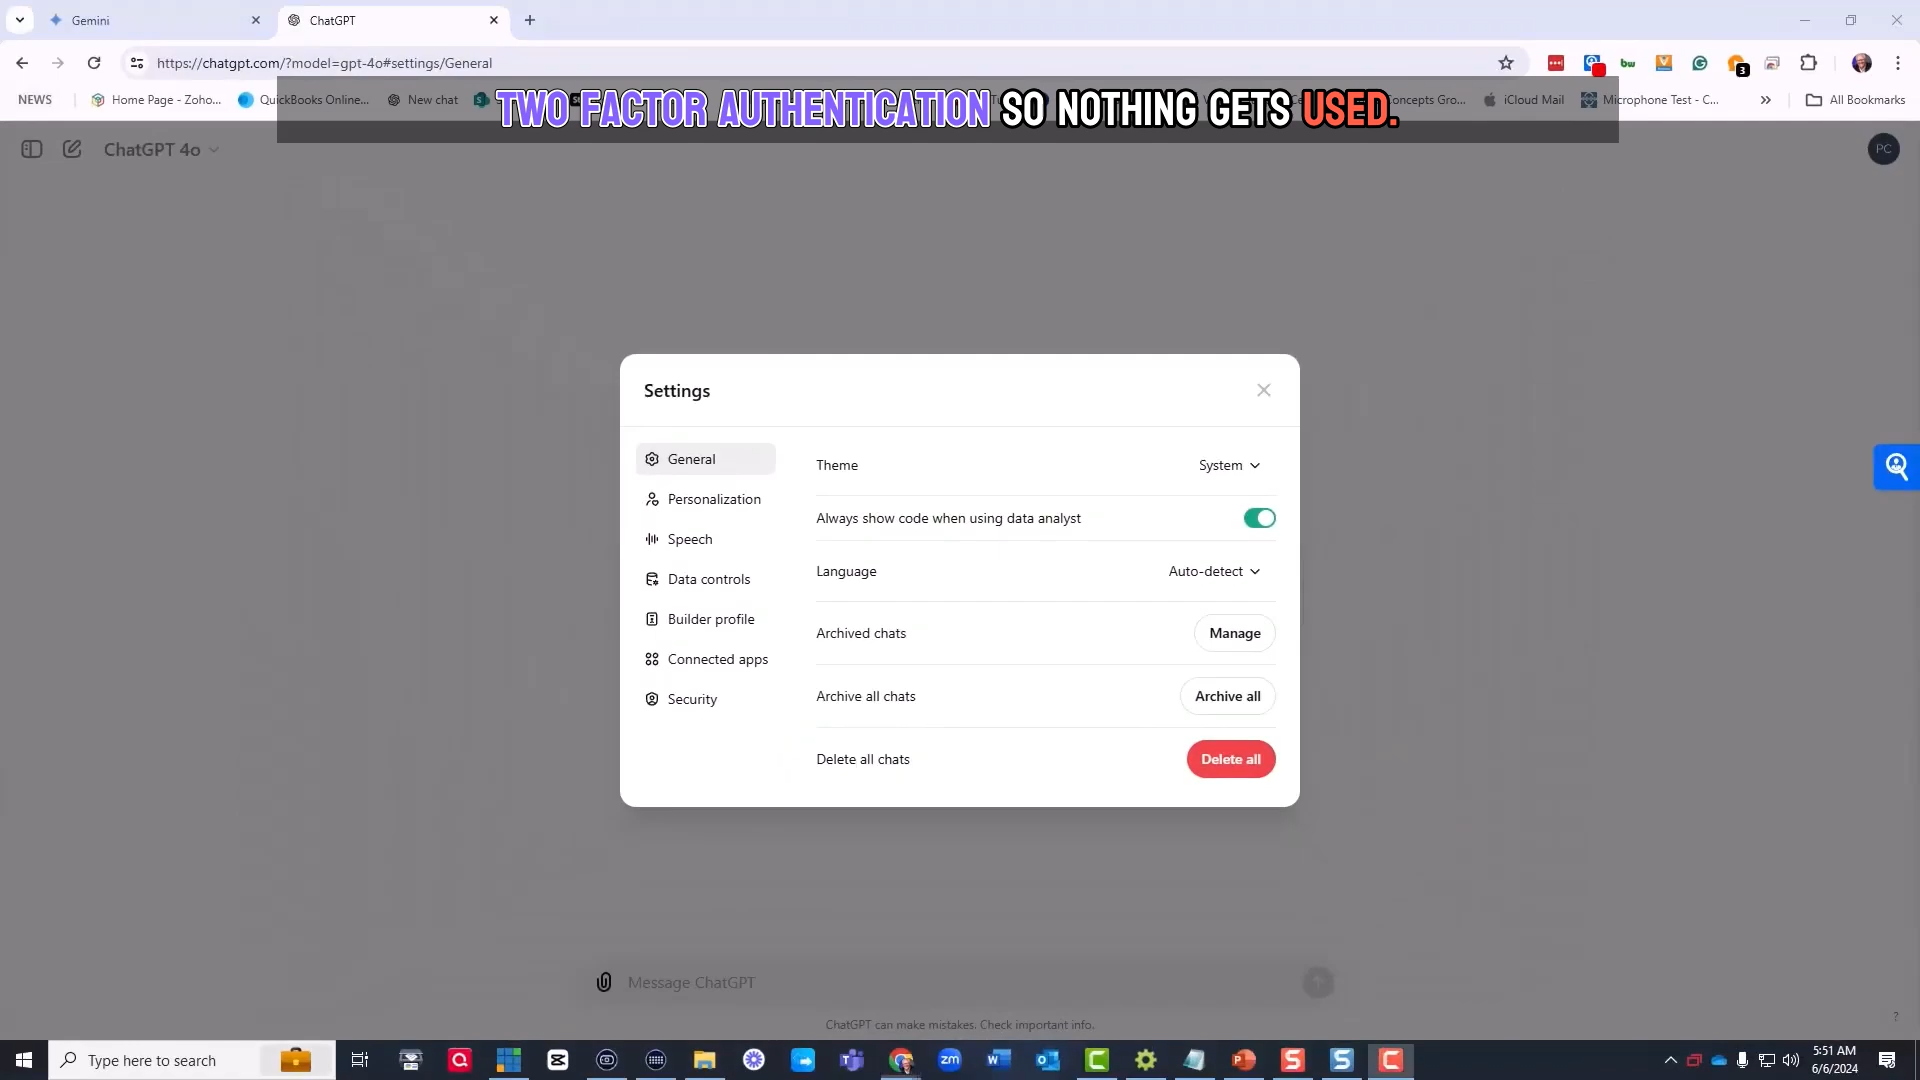 Gemini
ChatGPT
https://chatgpt.com/?model=gpt-4o#settings/General
3
NEWS
Home Page - Zoho...
QuickBooks Online...
New chat
TWO FACTOR AUTHENTICATION SO NOTHING GETS USED.
oncepts Gro...
iCloud Mail
Microphone Test - C...
All Bookmarks
ChatGPT 4o
PC
Settings
General
Theme
System
Personalization
Always show code when using data analyst
Speech
Language
Auto-detect
Data controls
Builder profile
Archived chats
Manage
Connected apps
Security
Archive all chats
Archive all
Delete all chats
Delete all
Message ChatGPT
ChatGPT can make mistakes. Check important info.
?
Type here to search
5:51 AM
6/6/2024